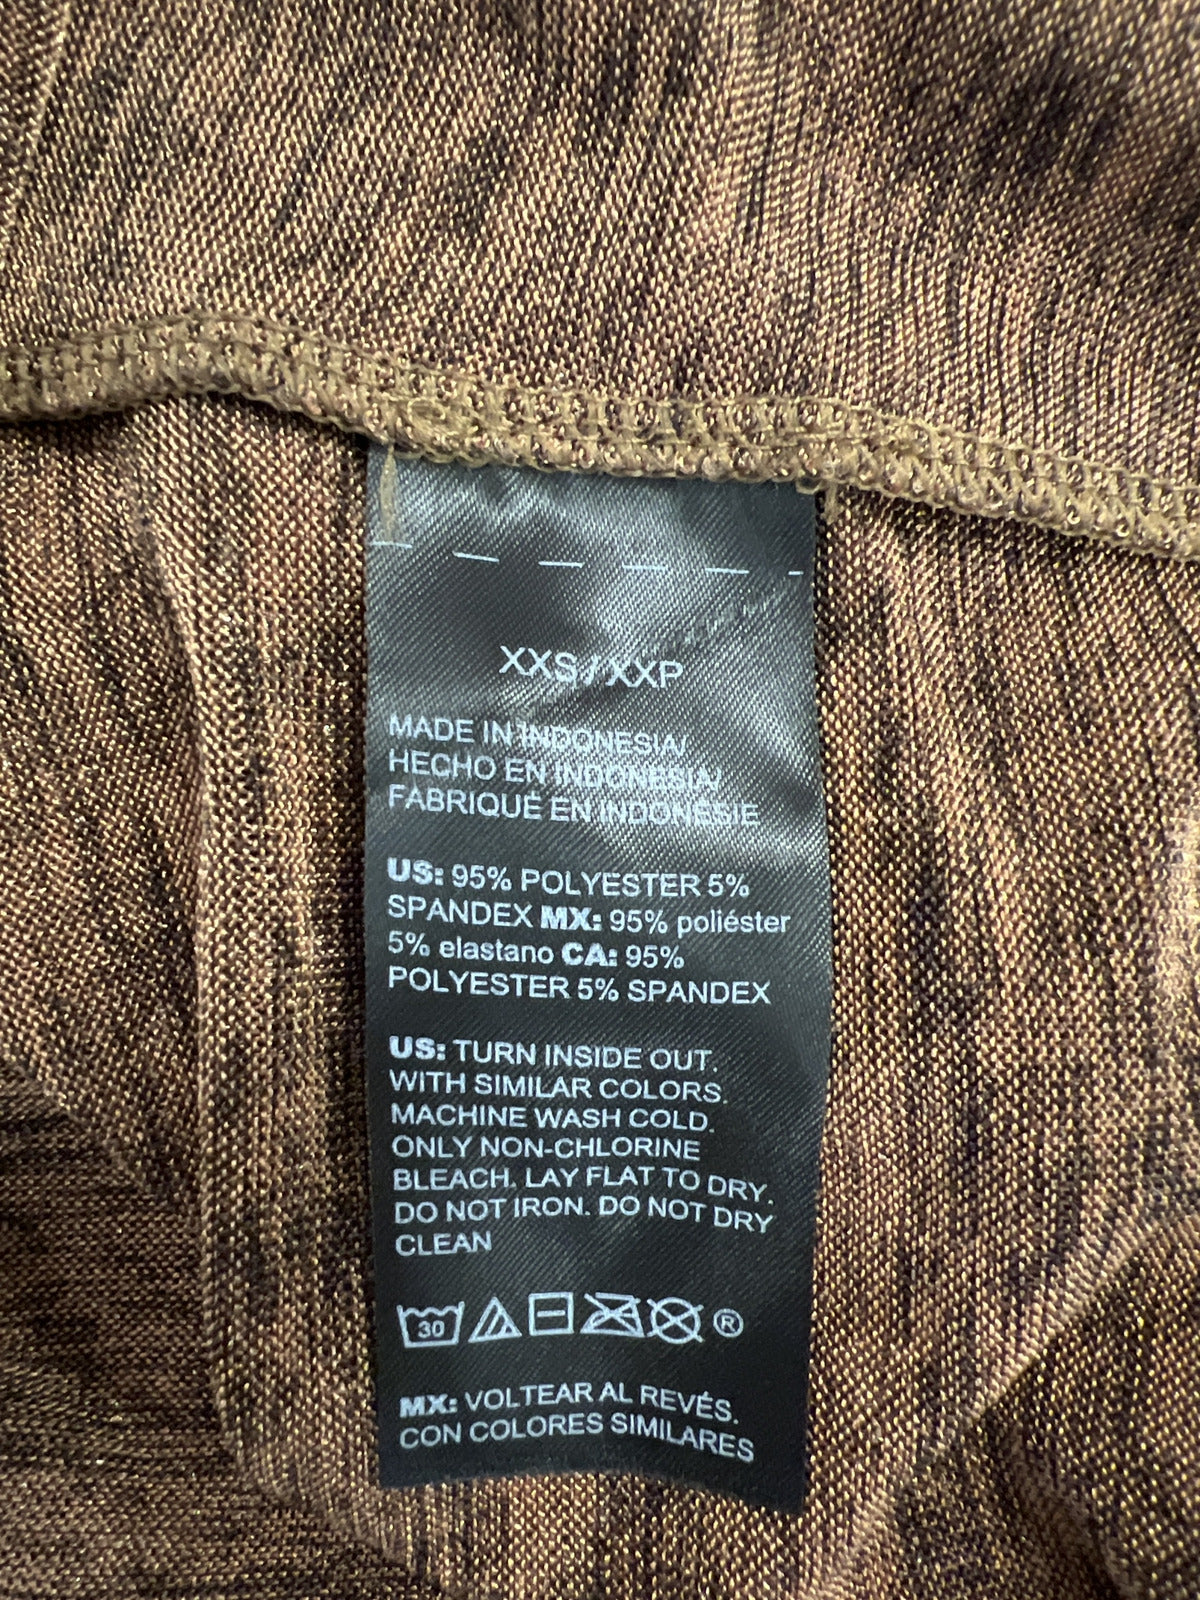 XXS/XXP
MADE IN INDONESIA/
HECHO EN INDONESIA/
FABRIQUÉ EN INDONÉSIE
US: 95% POLYESTER 5%
SPANDEX MX: 95% poliéster
5% elastano CA: 95%
POLYESTER 5% SPANDEX
US: TURN INSIDE OUT.
WITH SIMILAR COLORS.
MACHINE WASH COLD.
ONLY NON-CHLORINE
BLEACH. LAY FLAT TO DRY.
DO NOT IRON. DO NOT DRY
CLEAN
30 ®
MX: VOLTEAR AL REVÉS.
CON COLORES SIMILARES